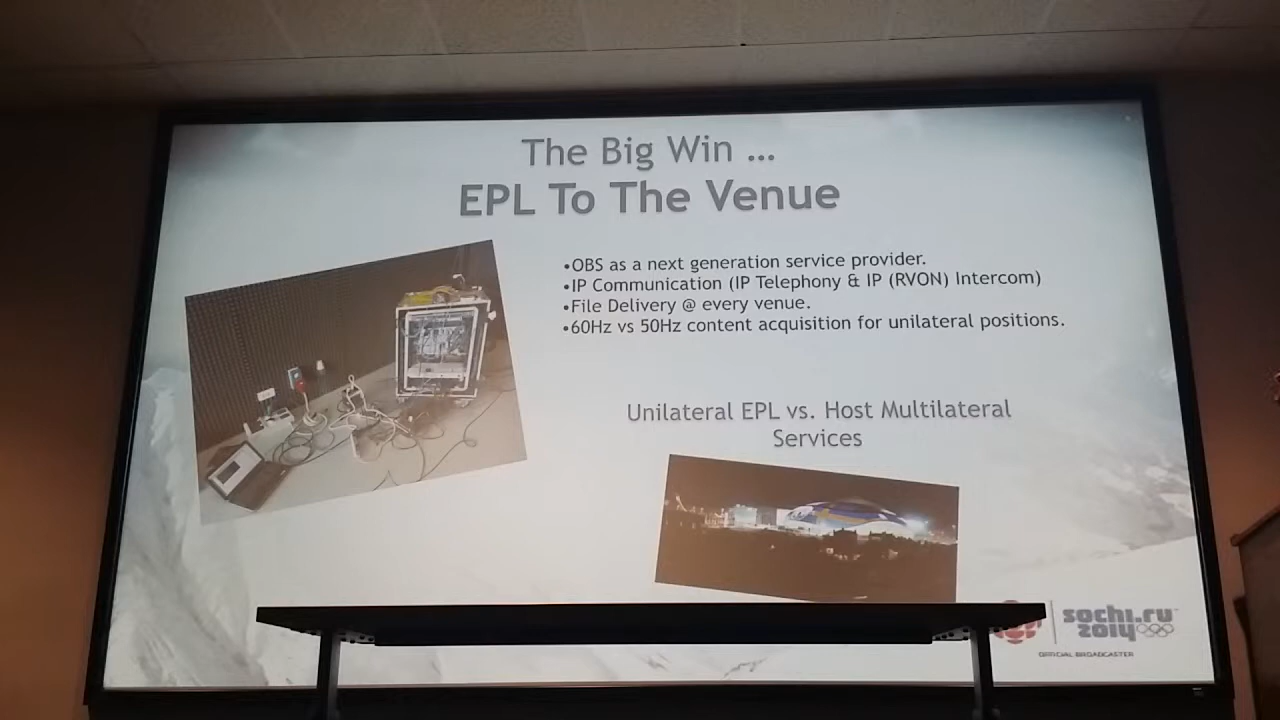 The Big Win ...
EPL To The Venue
•OBS as a next generation service provider.
•IP Communication (IP Telephony & IP (RVON) Intercom)
•File Delivery @ every venue.
•60Hz vs 50Hz content acquisition for unilateral positions.
Unilateral EPL vs. Host Multilateral
Services
sochi.ru
2014
OFFICIAL BROADCASTER